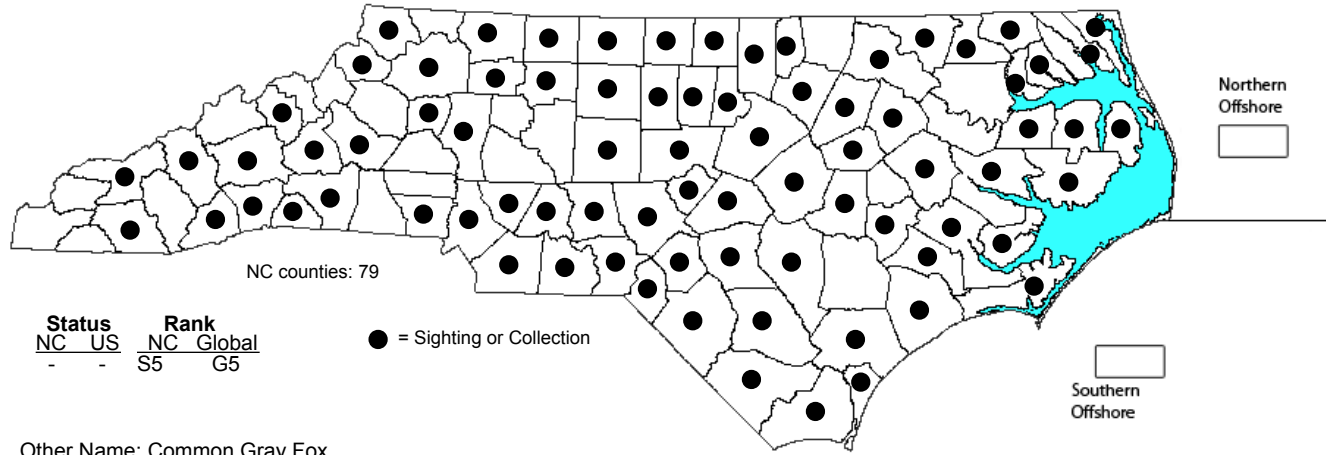 Northern
Offshore
NC counties: 79
Status Rank
NC US NC Global
- - S5 G5
= Sighting or Collection
Southern
Offshore
Other Name: Common Gray Fox